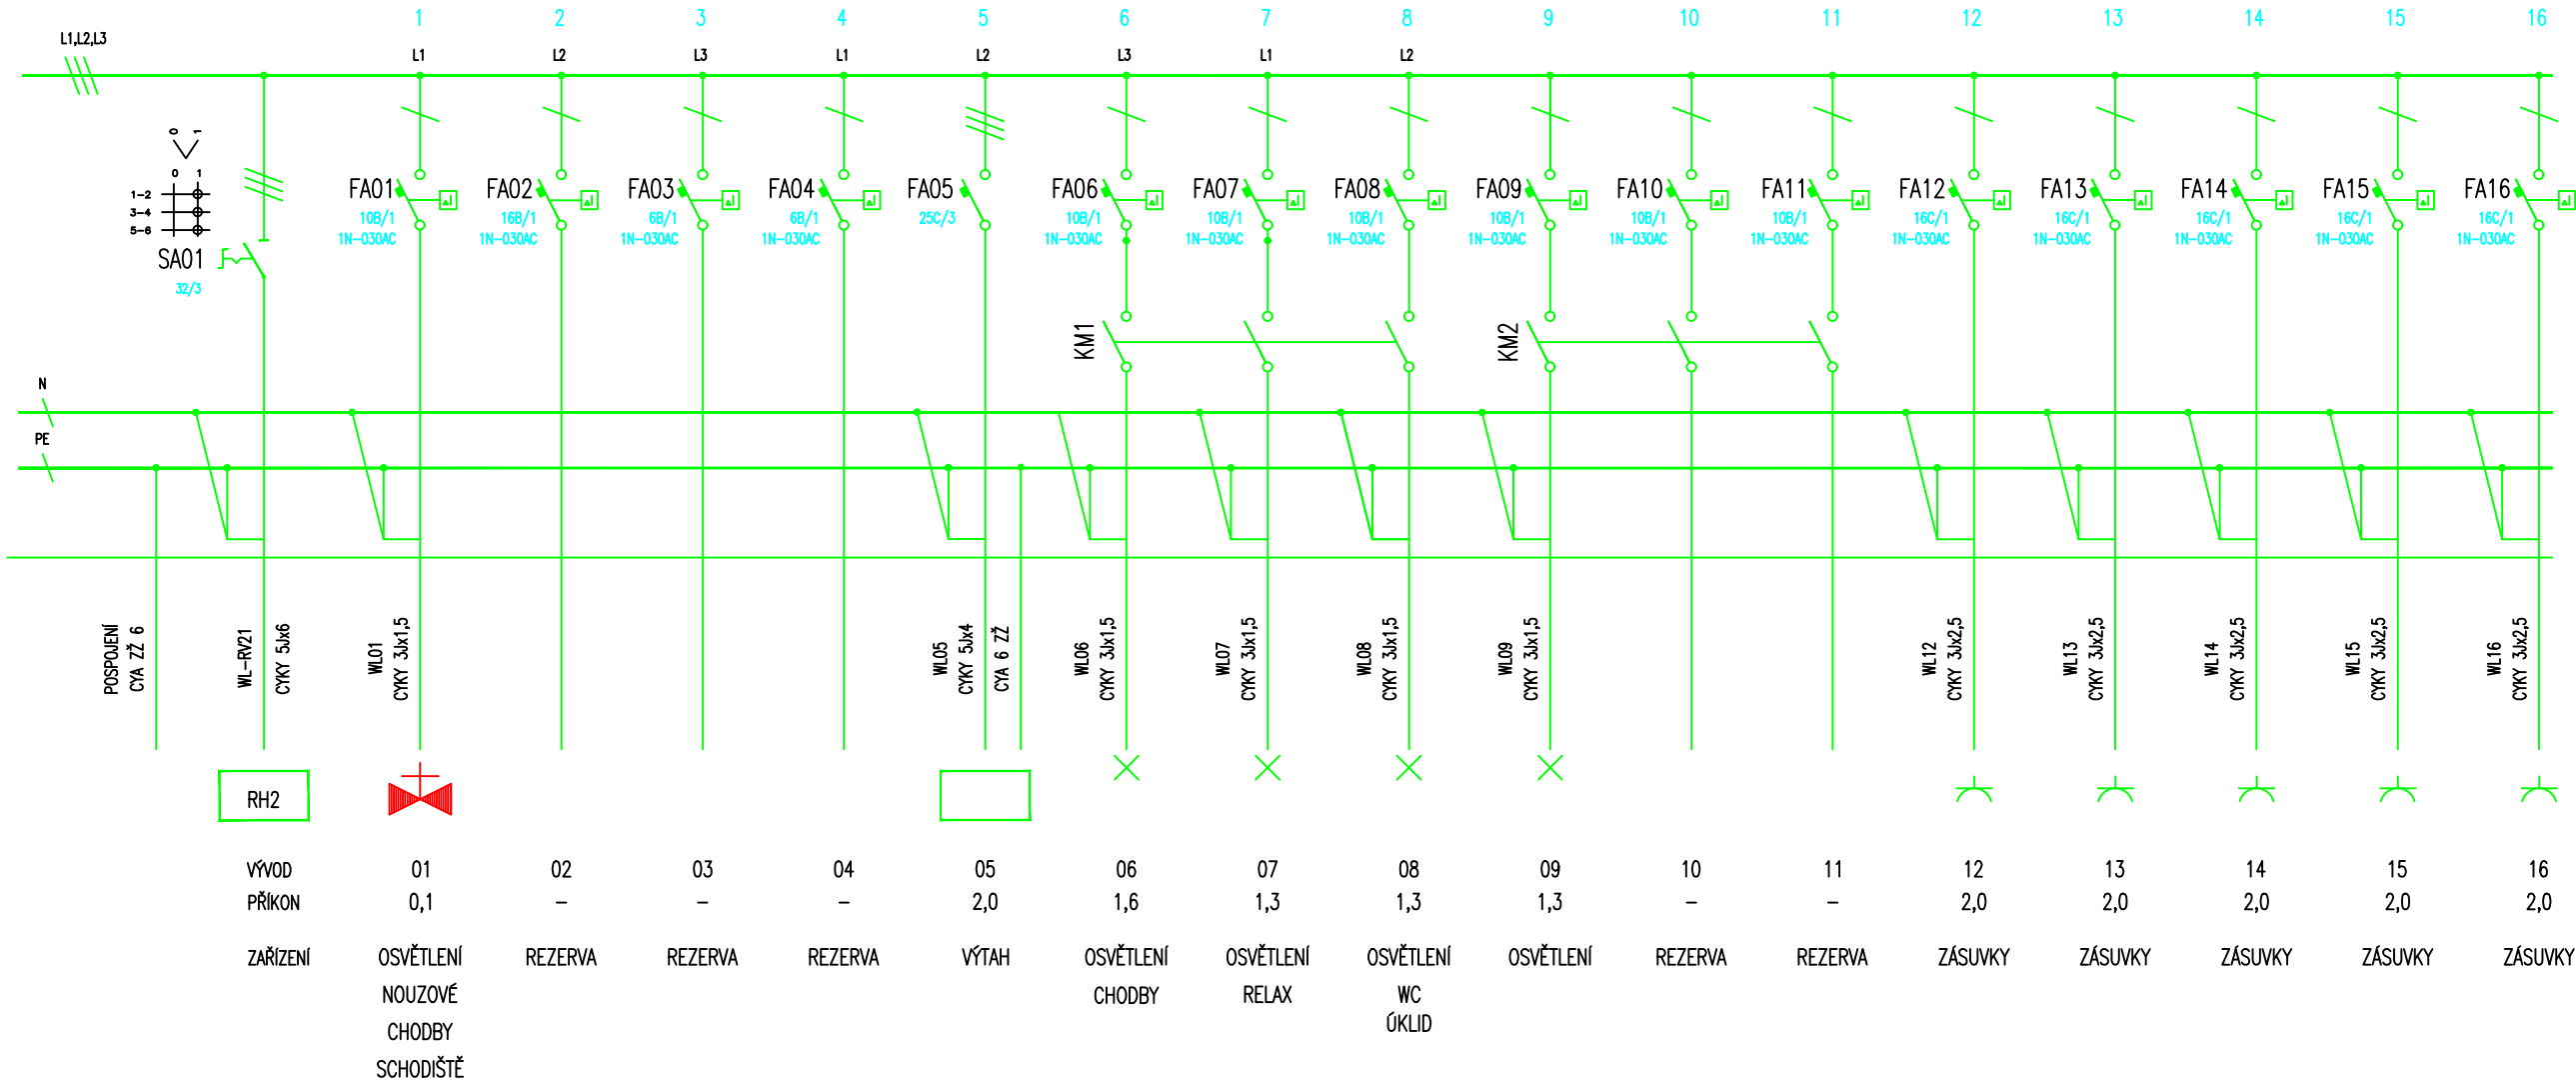 1 2 3 4 5 6 7 8 9 10 11 12 13 14 15 16
L1,L2,L3
L1 L2 L3 L1 L2 L3 L1 L2
0 1
0 1
1-2
3-4
5-6
SA01
32/3
FA01
10B/1
1N-030AC
FA02
16B/1
1N-030AC
FA03
6B/1
1N-030AC
FA04
6B/1
1N-030AC
FA05
25C/3
FA06
10B/1
1N-030AC
FA07
10B/1
1N-030AC
FA08
10B/1
1N-030AC
FA09
10B/1
1N-030AC
FA10
10B/1
1N-030AC
FA11
10B/1
1N-030AC
FA12
16C/1
1N-030AC
FA13
16C/1
1N-030AC
FA14
16C/1
1N-030AC
FA15
16C/1
1N-030AC
FA16
16C/1
1N-030AC
KM1
KM2
N
PE
POSPOJENÍ
CYA ZŽ 6
WL-RV21
CYKY 5Jx6
WL01
CYKY 3Jx1,5
WL05
CYKY 5Jx4
CYA 6 ZŽ
WL06
CYKY 3Jx1,5
WL07
CYKY 3Jx1,5
WL08
CYKY 3Jx1,5
WL09
CYKY 3Jx1,5
WL12
CYKY 3Jx2,5
WL13
CYKY 3Jx2,5
WL14
CYKY 3Jx2,5
WL15
CYKY 3Jx2,5
WL16
CYKY 3Jx2,5
RH2
VÝVOD 01 02 03 04 05 06 07 08 09 10 11 12 13 14 15 16
PŘÍKON 0,1 - - - 2,0 1,6 1,3 1,3 1,3 - - 2,0 2,0 2,0 2,0 2,0
ZAŘÍZENÍ OSVĚTLENÍ REZERVA REZERVA REZERVA VÝTAH OSVĚTLENÍ OSVĚTLENÍ OSVĚTLENÍ OSVĚTLENÍ REZERVA REZERVA ZÁSUVKY ZÁSUVKY ZÁSUVKY ZÁSUVKY ZÁSUVKY
NOUZOVÉ CHODBY RELAX WC
CHODBY ÚKLID
SCHODIŠTĚ